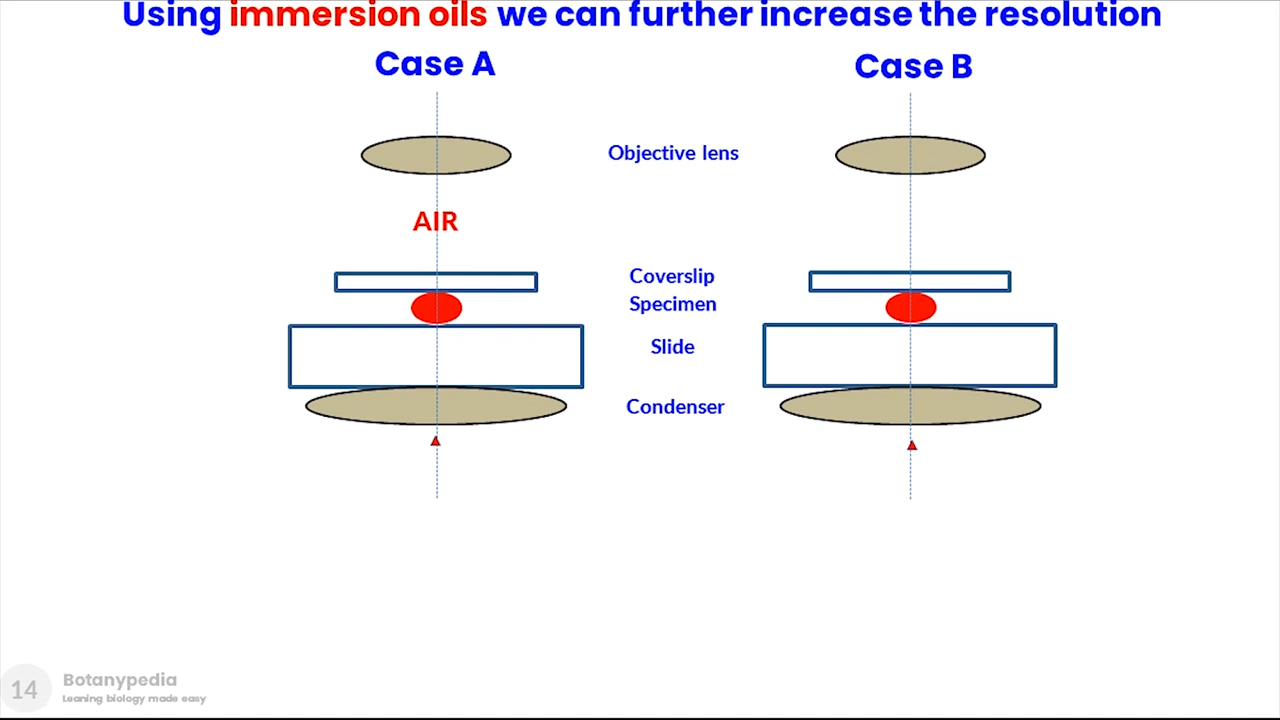 Using immersion oils we can further increase the resolution
Case A
Case B
Objective lens
AIR
Coverslip
Specimen
Slide
Condenser
14
Botanypedia
Leaning biology made easy